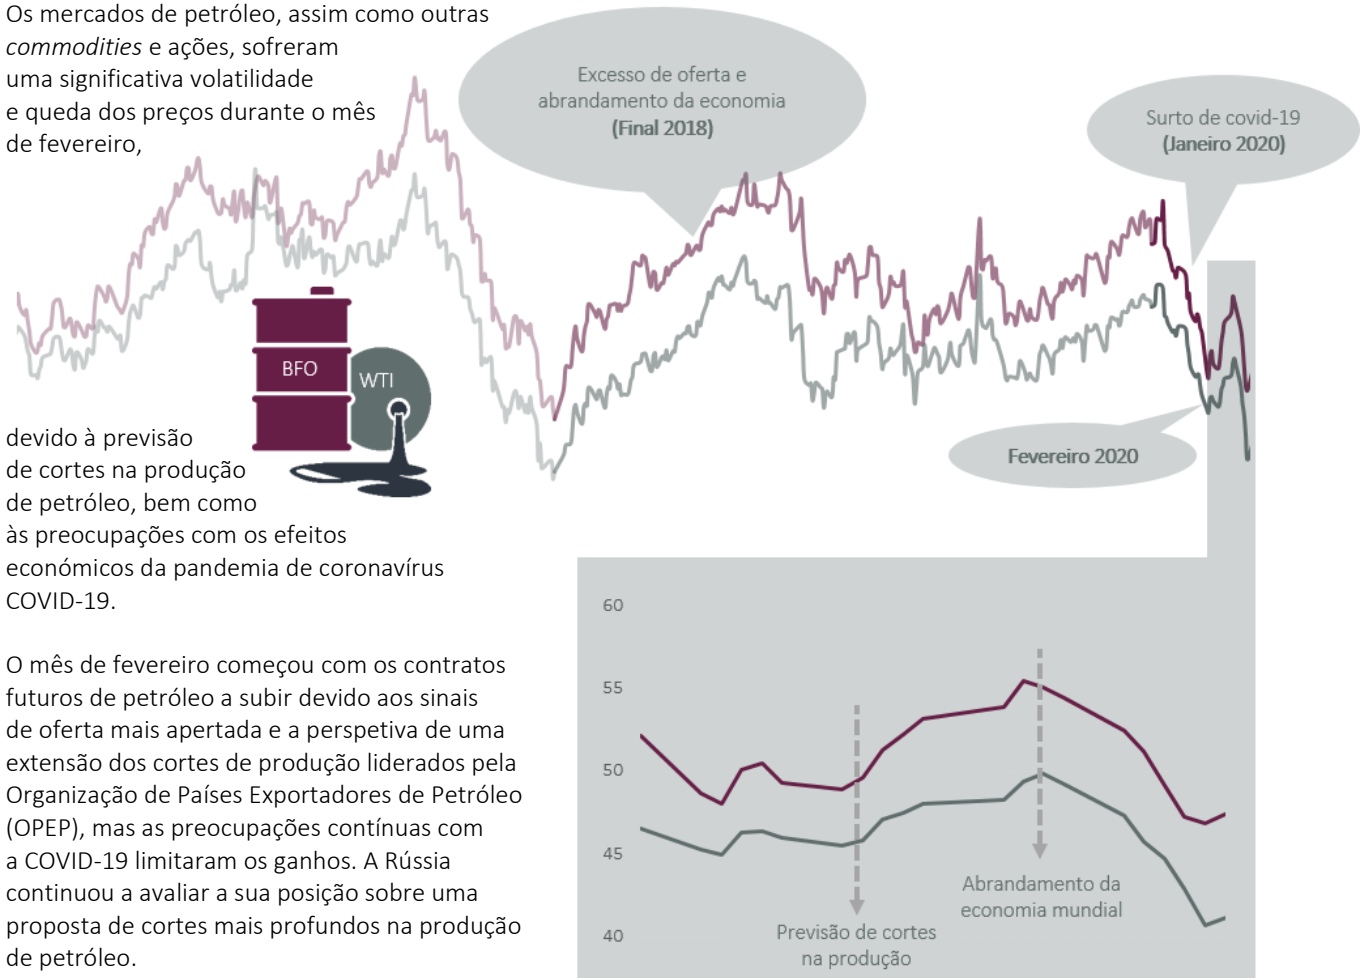 Os mercados de petróleo, assim como outras
commodities e ações, sofreram
uma significativa volatilidade
e queda dos preços durante o mês
de fevereiro,
Excesso de oferta e
abrandamento da economia
(Final 2018)
Surto de covid-19
(Janeiro 2020)
BFO
WTI
Fevereiro 2020
devido à previsão
de cortes na produção
de petróleo, bem como
às preocupações com os efeitos
económicos da pandemia de coronavírus
COVID-19.
O mês de fevereiro começou com os contratos
futuros de petróleo a subir devido aos sinais
de oferta mais apertada e a perspetiva de uma
extensão dos cortes de produção liderados pela
Organização de Países Exportadores de Petróleo
(OPEP), mas as preocupações contínuas com
a COVID-19 limitaram os ganhos. A Rússia
continuou a avaliar a sua posição sobre uma
proposta de cortes mais profundos na produção
de petróleo.
60
55
50
45
40
Previsão de cortes
na produção
Abrandamento da
economia mundial